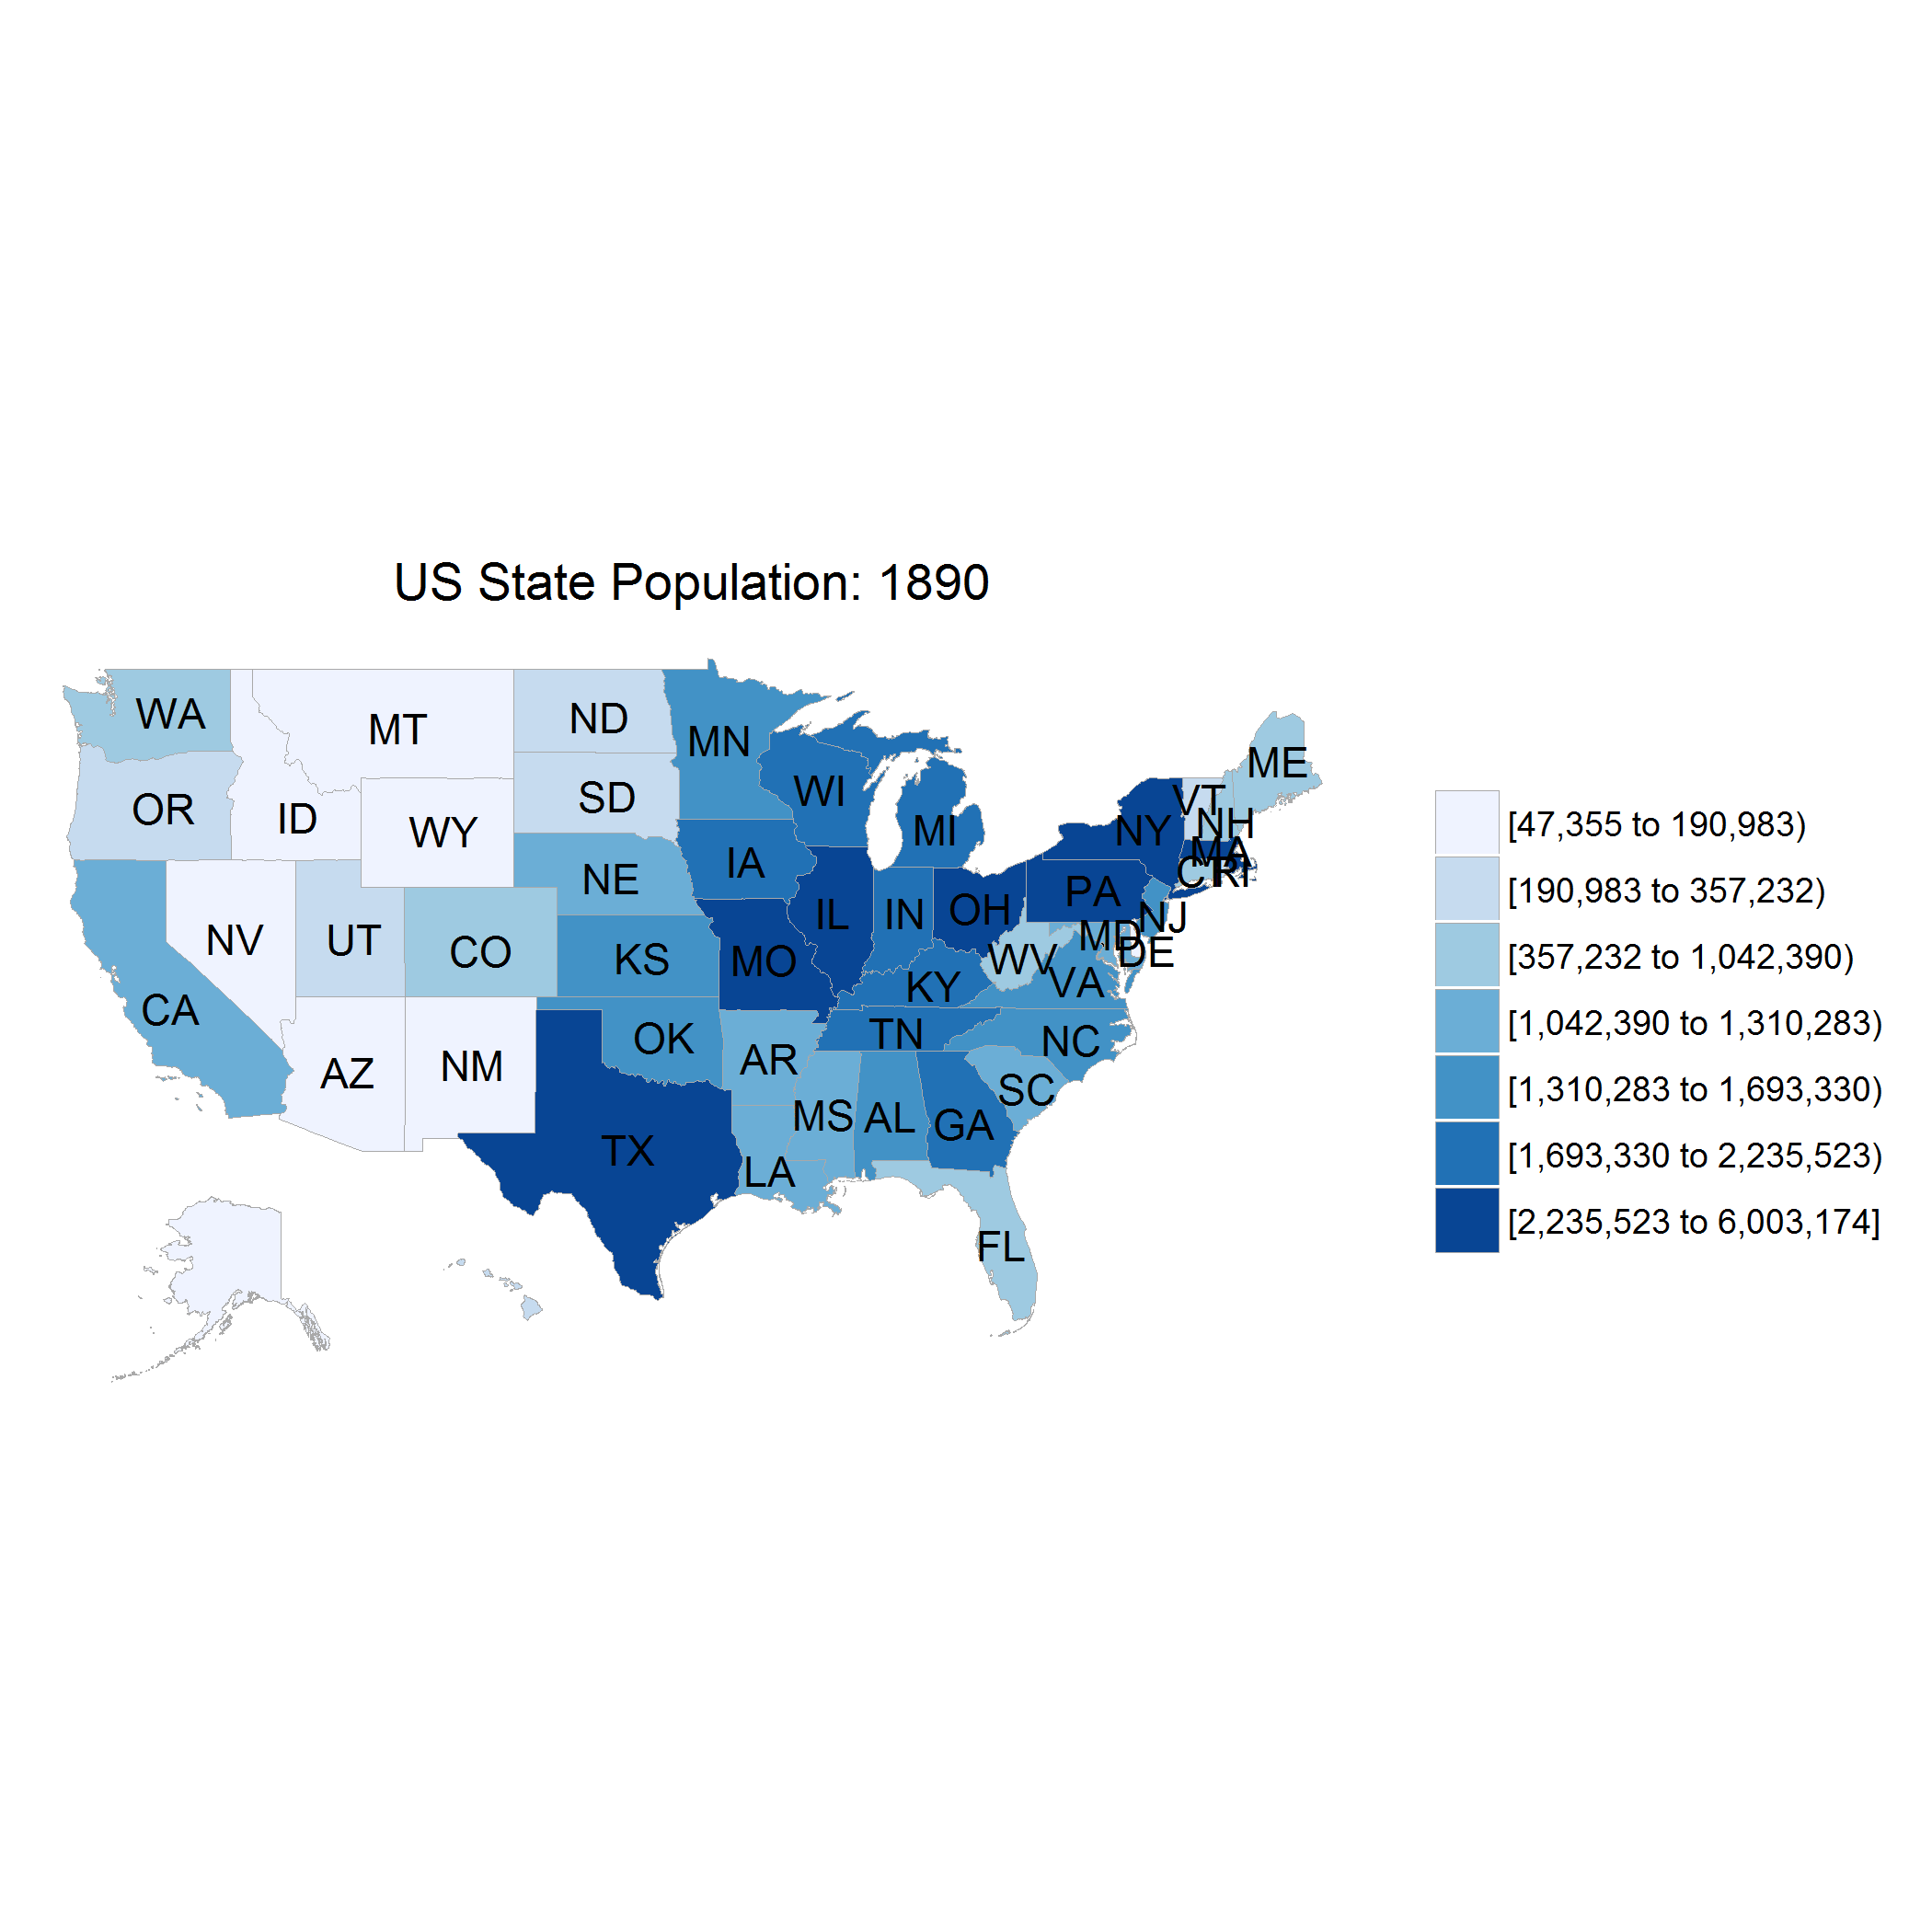 US State Population: 1890
WA
MT
ND
MN
OR
ID
WY
SD
WI
MI
NY
VT
NH
ME
MA
CT
RI
NV
UT
CO
NE
IA
IL
IN
OH
PA
NJ
CA
KS
MO
KY
WV
VA
MD
DE
AZ
NM
OK
AR
TN
NC
TX
LA
MS
AL
GA
SC
FL
[47,355 to 190,983)
[190,983 to 357,232)
[357,232 to 1,042,390)
[1,042,390 to 1,310,283)
[1,310,283 to 1,693,330)
[1,693,330 to 2,235,523)
[2,235,523 to 6,003,174]